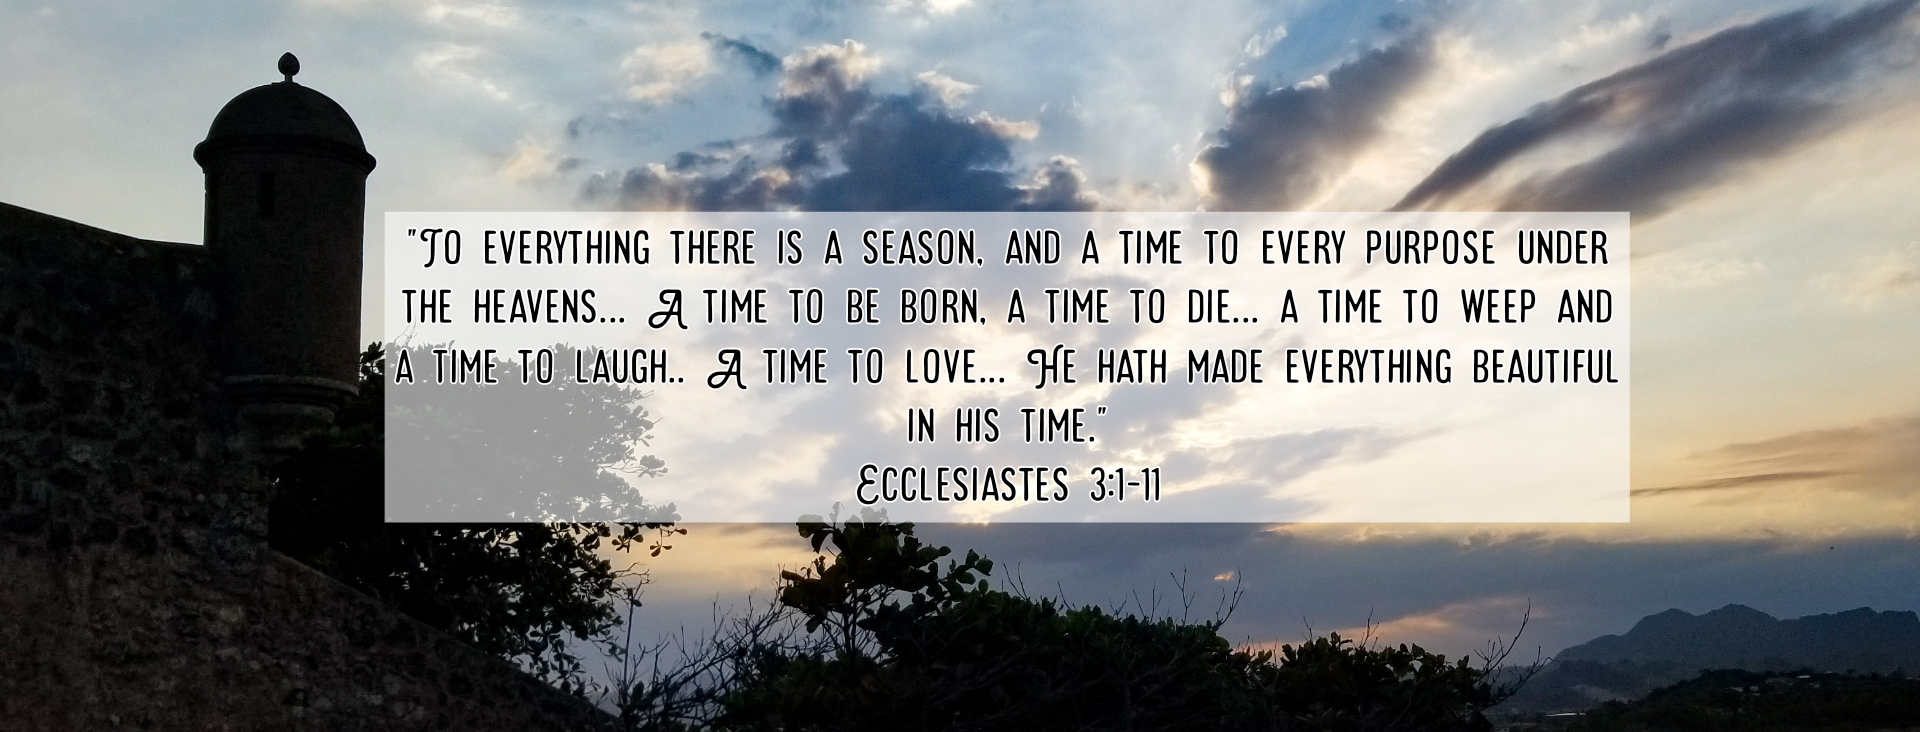 "To everything there is a season, and a time to every purpose under
the heavens... A time to be born, a time to die... a time to weep and
a time to laugh.. A time to love... He hath made everything beautiful
in his time."
Ecclesiastes 3:1-11